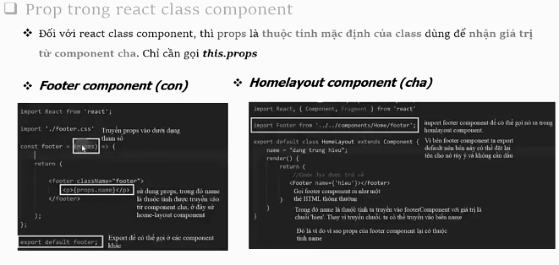 Prop trong react class component
Đối với react class component, thì props là thuộc tính mặc định của class dùng để nhận giá trị
từ component cha. Chỉ cần gọi this.props
Footer component (con)
import React from 'react';
import './footer.css'
Truyền props vào dưới dạng
tham số
const footer = (props) => {
return (
<footer className="footer">
<p>{props.name}</p>
sử dụng props, trong đó name
là thuộc tính được truyền vào
từ component cha, ở đây sử
home-layout component
</footer>
);
};
export default footer;
Export để có thể gọi ở các component
khác
Homelayout component (cha)
import React, { Component, Fragment } from 'react'
import Footer from '../../components/Home/footer';
import footer component để có thể gọi nó ra trong
homelayout component.
export default class HomeLayout extends Component {
Vì bên footer component ta export
default nên bên này có thể đặt lại
tên cho nó tùy ý và không cần dấu
name = "dang trung hieu";
render() {
return (
<footer name={'hieu'}></footer>
Gọi footer component ra như một
thẻ HTML thông thường
)
Trong đó name là thuộc tính ta truyền vào footerComponent với giá trị là
chuỗi 'hieu'. Thay vì truyền chuỗi, ta có thể truyền vào biến name
}
}
Đó là ví do vì sao props của footer component lại có thuộc
tính name